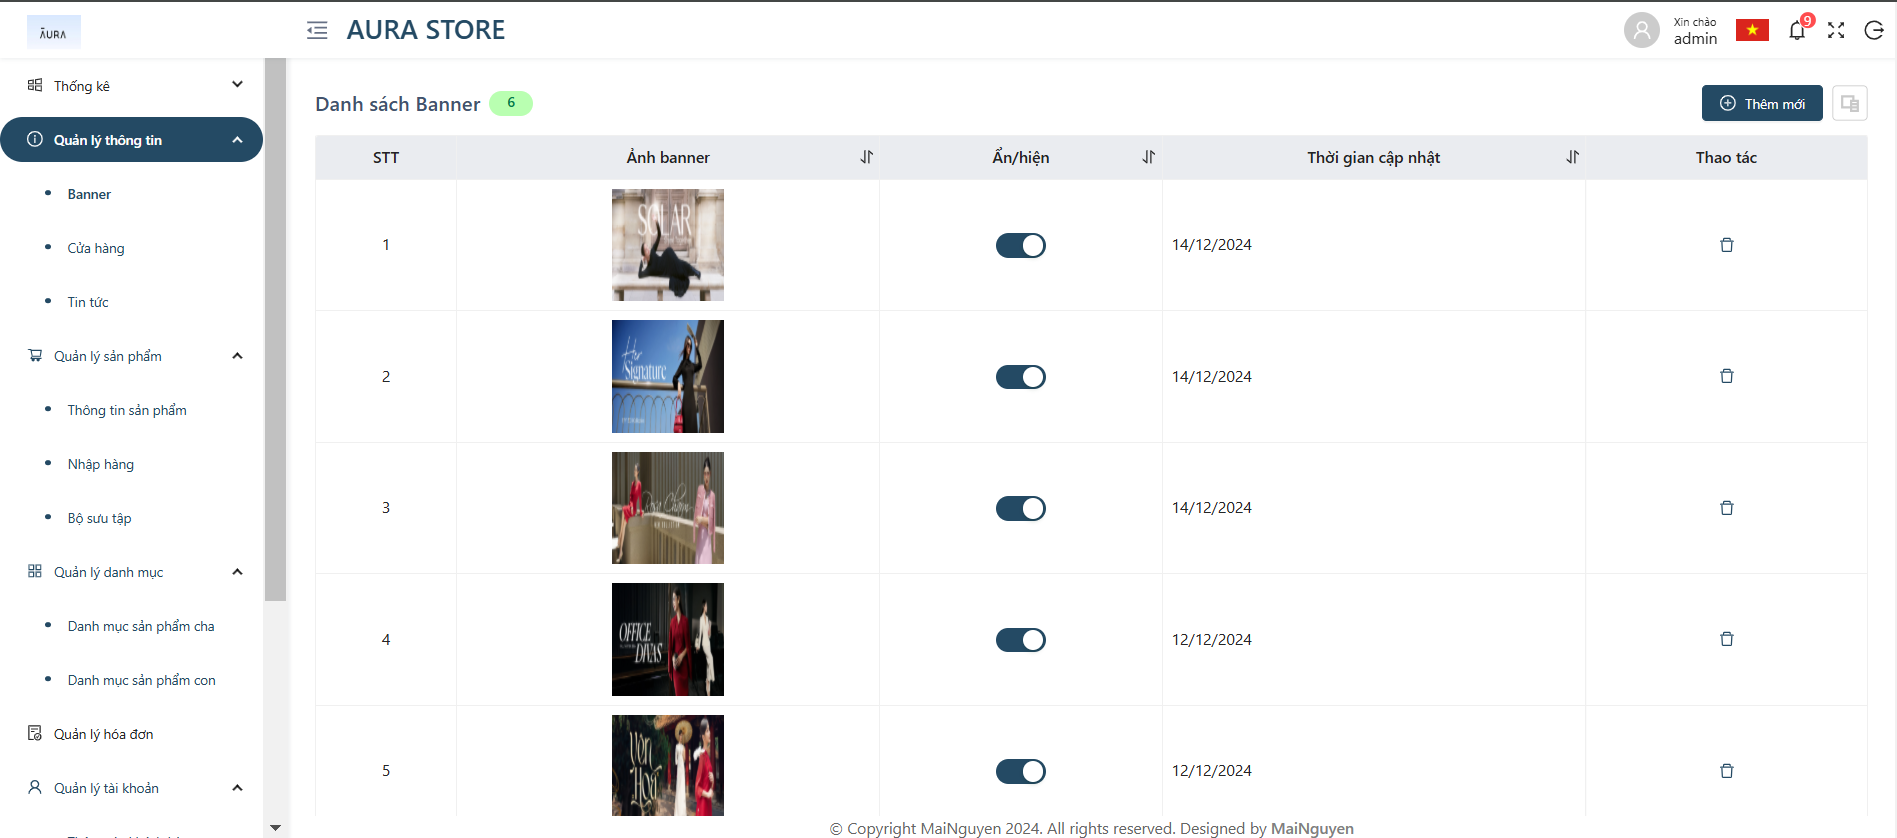 AURA
AURA STORE
Xin chào
admin
9
Thống kê
Quản lý thông tin
Banner
Cửa hàng
Tin tức
Quản lý sản phẩm
Thông tin sản phẩm
Nhập hàng
Bộ sưu tập
Quản lý danh mục
Danh mục sản phẩm cha
Danh mục sản phẩm con
Quản lý hóa đơn
Quản lý tài khoản
Danh sách Banner 6
Thêm mới
STT Ảnh banner Ẩn/hiện Thời gian cập nhật Thao tác
1 SOLAR 14/12/2024
2 Her Signature 14/12/2024
3 14/12/2024
4 OFFICE DIVAS 12/12/2024
5 12/12/2024
© Copyright MaiNguyen 2024. All rights reserved. Designed by MaiNguyen